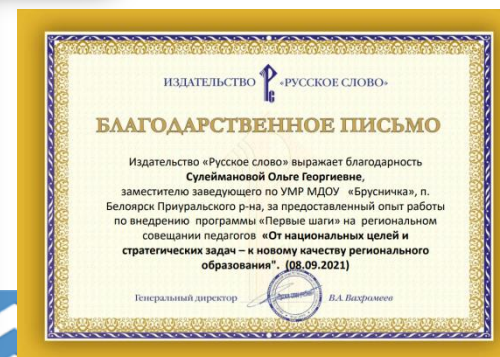 ИЗДАТЕЛЬСТВО РС «РУССКОЕ СЛОВО»
БЛАГОДАРСТВЕННОЕ ПИСЬМО
Издательство «Русское слово» выражает благодарность
Сулеймановой Ольге Георгиевне,
заместителю заведующего по УМР МДОУ «Брусничка», п.
Белоярск Приуральского р-на, за предоставленный опыт работы
по внедрению программы «Первые шаги» на региональном
совещании педагогов «От национальных целей и
стратегических задач – к новому качеству регионального
образования". (08.09.2021)
Генеральный директор В.А. Вахромеев